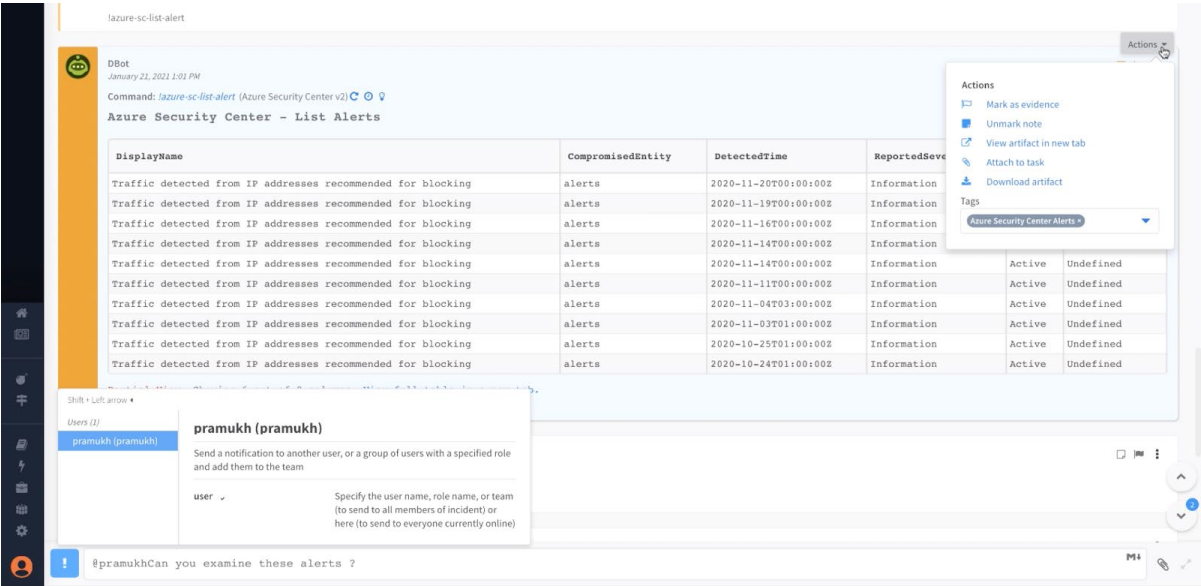 !azure-sc-list-alert
Actions
DBot
January 21, 2021 1:01 PM
Command: !azure-sc-list-alert (Azure Security Center v2)
Azure Security Center - List Alerts
DisplayName CompromisedEntity DetectedTime ReportedSeve
Traffic detected from IP addresses recommended for blocking alerts 2020-11-20T00:00:00Z Information
Traffic detected from IP addresses recommended for blocking alerts 2020-11-19T00:00:00Z Information
Traffic detected from IP addresses recommended for blocking alerts 2020-11-16T00:00:00Z Information
Traffic detected from IP addresses recommended for blocking alerts 2020-11-14T00:00:00Z Information
Traffic detected from IP addresses recommended for blocking alerts 2020-11-14T00:00:00Z Information Active Undefined
Traffic detected from IP addresses recommended for blocking alerts 2020-11-11T00:00:00Z Information Active Undefined
Traffic detected from IP addresses recommended for blocking alerts 2020-11-04T03:00:00Z Information Active Undefined
Traffic detected from IP addresses recommended for blocking alerts 2020-11-03T01:00:00Z Information Active Undefined
Traffic detected from IP addresses recommended for blocking alerts 2020-10-25T01:00:00Z Information Active Undefined
Traffic detected from IP addresses recommended for blocking alerts 2020-10-24T01:00:00Z Information Active Undefined
Actions
Mark as evidence
Unmark note
View artifact in new tab
Attach to task
Download artifact
Tags
Azure Security Center Alerts ×
Shift + Left arrow
Users (1)
pramukh (pramukh)
pramukh (pramukh)
Send a notification to another user, or a group of users with a specified role
and add them to the team
user
Specify the user name, role name, or team
(to send to all members of incident) or
here (to send to everyone currently online)
2
! @pramukhCan you examine these alerts ?
M↓